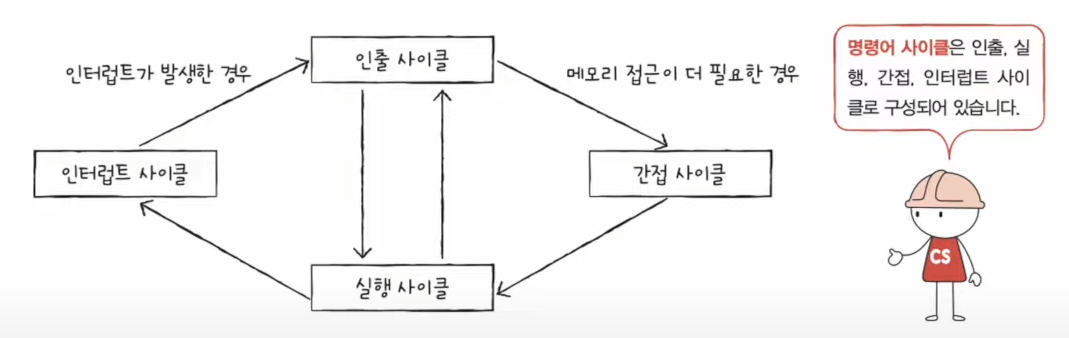 인출 사이클
인터럽트가 발생한 경우
메모리 접근이 더 필요한 경우
인터럽트 사이클
간접 사이클
실행 사이클
명령어 사이클은 인출, 실
행, 간접, 인터럽트 사이
클로 구성되어 있습니다.
CS